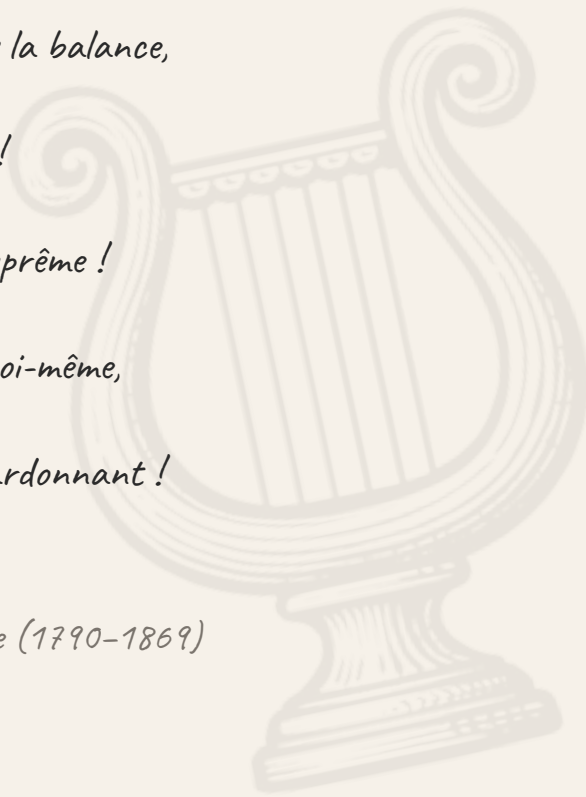 la balance,
!
prême !
oi-même,
rdonnant !
e (1790–1869)